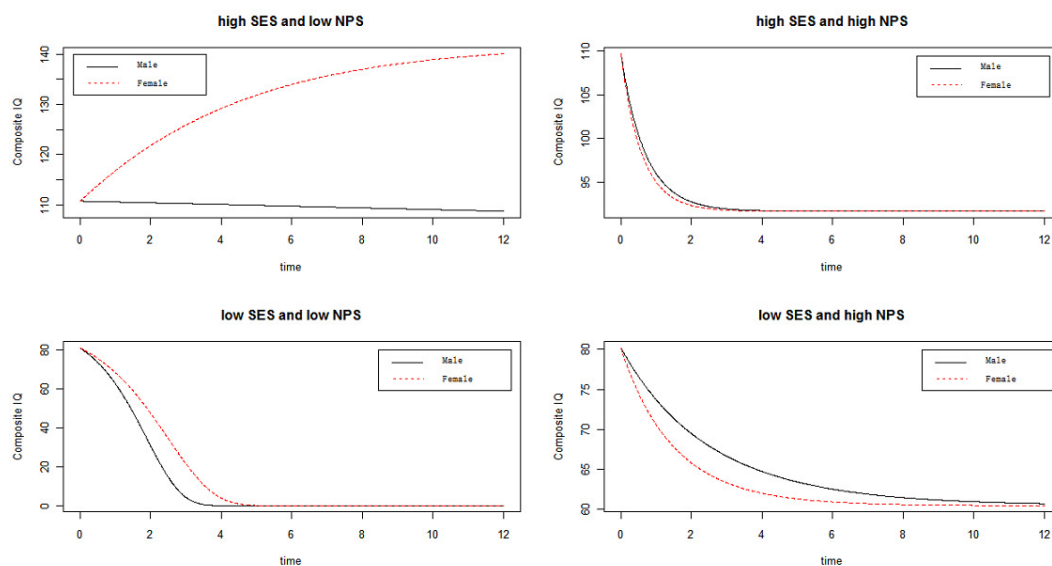 high SES and low NPS
Composite IQ
140
130
120
110
Male
Female
0 2 4 6 8 10 12
time
high SES and high NPS
Composite IQ
110
105
100
95
Male
Female
0 2 4 6 8 10 12
time
low SES and low NPS
Composite IQ
80
60
40
20
0
Male
Female
0 2 4 6 8 10 12
time
low SES and high NPS
Composite IQ
80
75
70
65
60
Male
Female
0 2 4 6 8 10 12
time